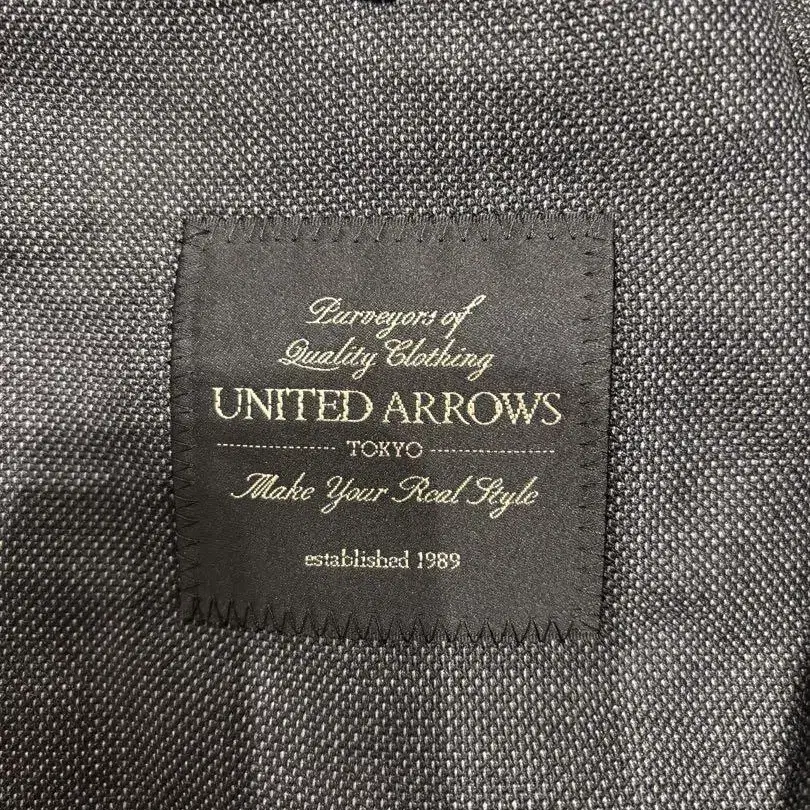 Purveyors of
Quality Clothing
UNITED ARROWS
TOKYO
Make Your Real Style
established 1989